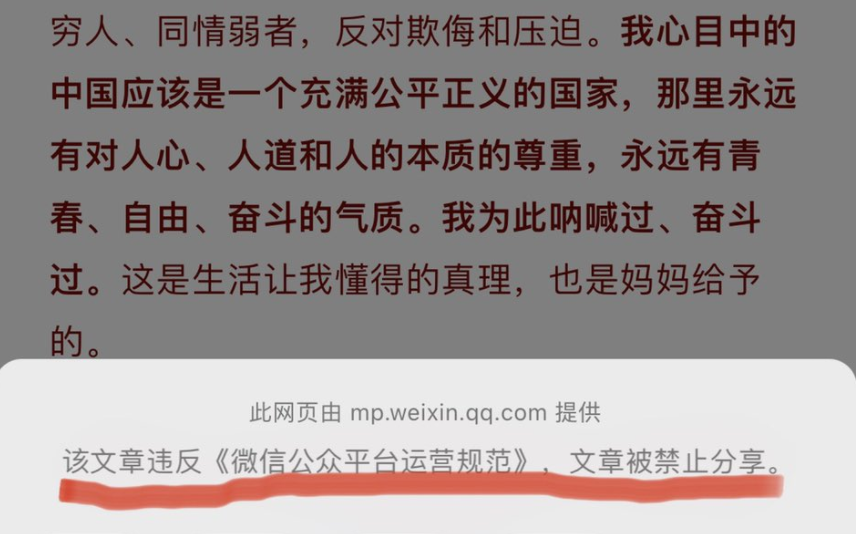 穷人、同情弱者，反对欺侮和压迫。我心目中的
中国应该是一个充满公平正义的国家，那里永远
有对人心、人道和人的本质的尊重，永远有青
春、自由、奋斗的气质。我为此呐喊过、奋斗
过。这是生活让我懂得的真理，也是妈妈给予
的。
此网页由 mp.weixin.qq.com 提供
该文章违反《微信公众平台运营规范》，文章被禁止分享。